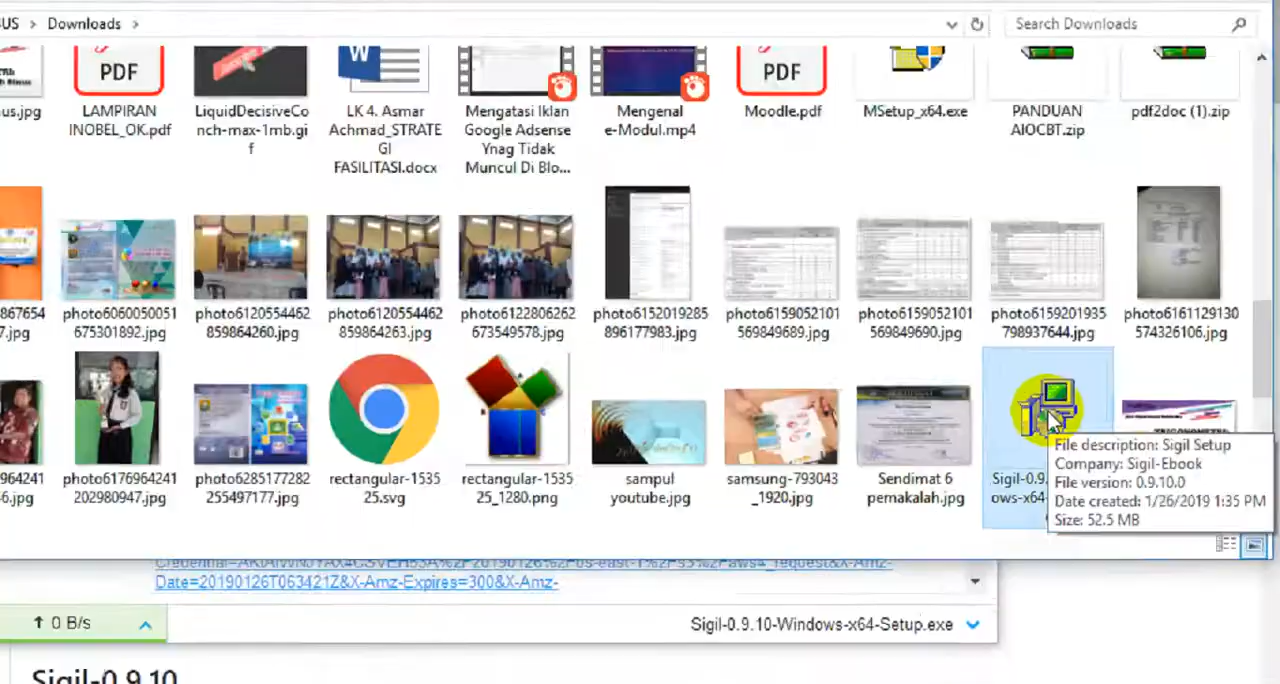 US > Downloads >
Search Downloads
PDF
W
PDF
us.jpg
LAMPIRAN
INOBEL_OK.pdf
LiquidDecisiveCo
nch-max-1mb.gi
f
LK 4. Asmar
Achmad_STRATE
GI
FASILITASI.docx
Mengatasi Iklan
Google Adsense
Ynag Tidak
Muncul Di Blo...
Mengenal
e-Modul.mp4
Moodle.pdf
MSetup_x64.exe
PANDUAN
AIOCBT.zip
pdf2doc (1).zip
867654
7.jpg
photo6060050051
675301892.jpg
photo6120554462
859864260.jpg
photo6120554462
859864263.jpg
photo6122806262
673549578.jpg
photo6152019285
896177983.jpg
photo6159052101
569849689.jpg
photo6159052101
569849690.jpg
photo6159201935
798937644.jpg
photo6161129130
574326106.jpg
964241
6.jpg
photo6176964241
202980947.jpg
photo6285177282
255497177.jpg
rectangular-1535
25.svg
rectangular-1535
25_1280.png
sampul
youtube.jpg
samsung-793043
_1920.jpg
Sendimat 6
pemakalah.jpg
Sigil-0.9.
ows-x64-
File description: Sigil Setup
Company: Sigil-Ebook
File version: 0.9.10.0
Date created: 1/26/2019 1:35 PM
Size: 52.5 MB
Date=20190126T063421Z&X-Amz-Expires=300&X-Amz-
0 B/s
Sigil-0.9.10-Windows-x64-Setup.exe
Sigil-0.9.10